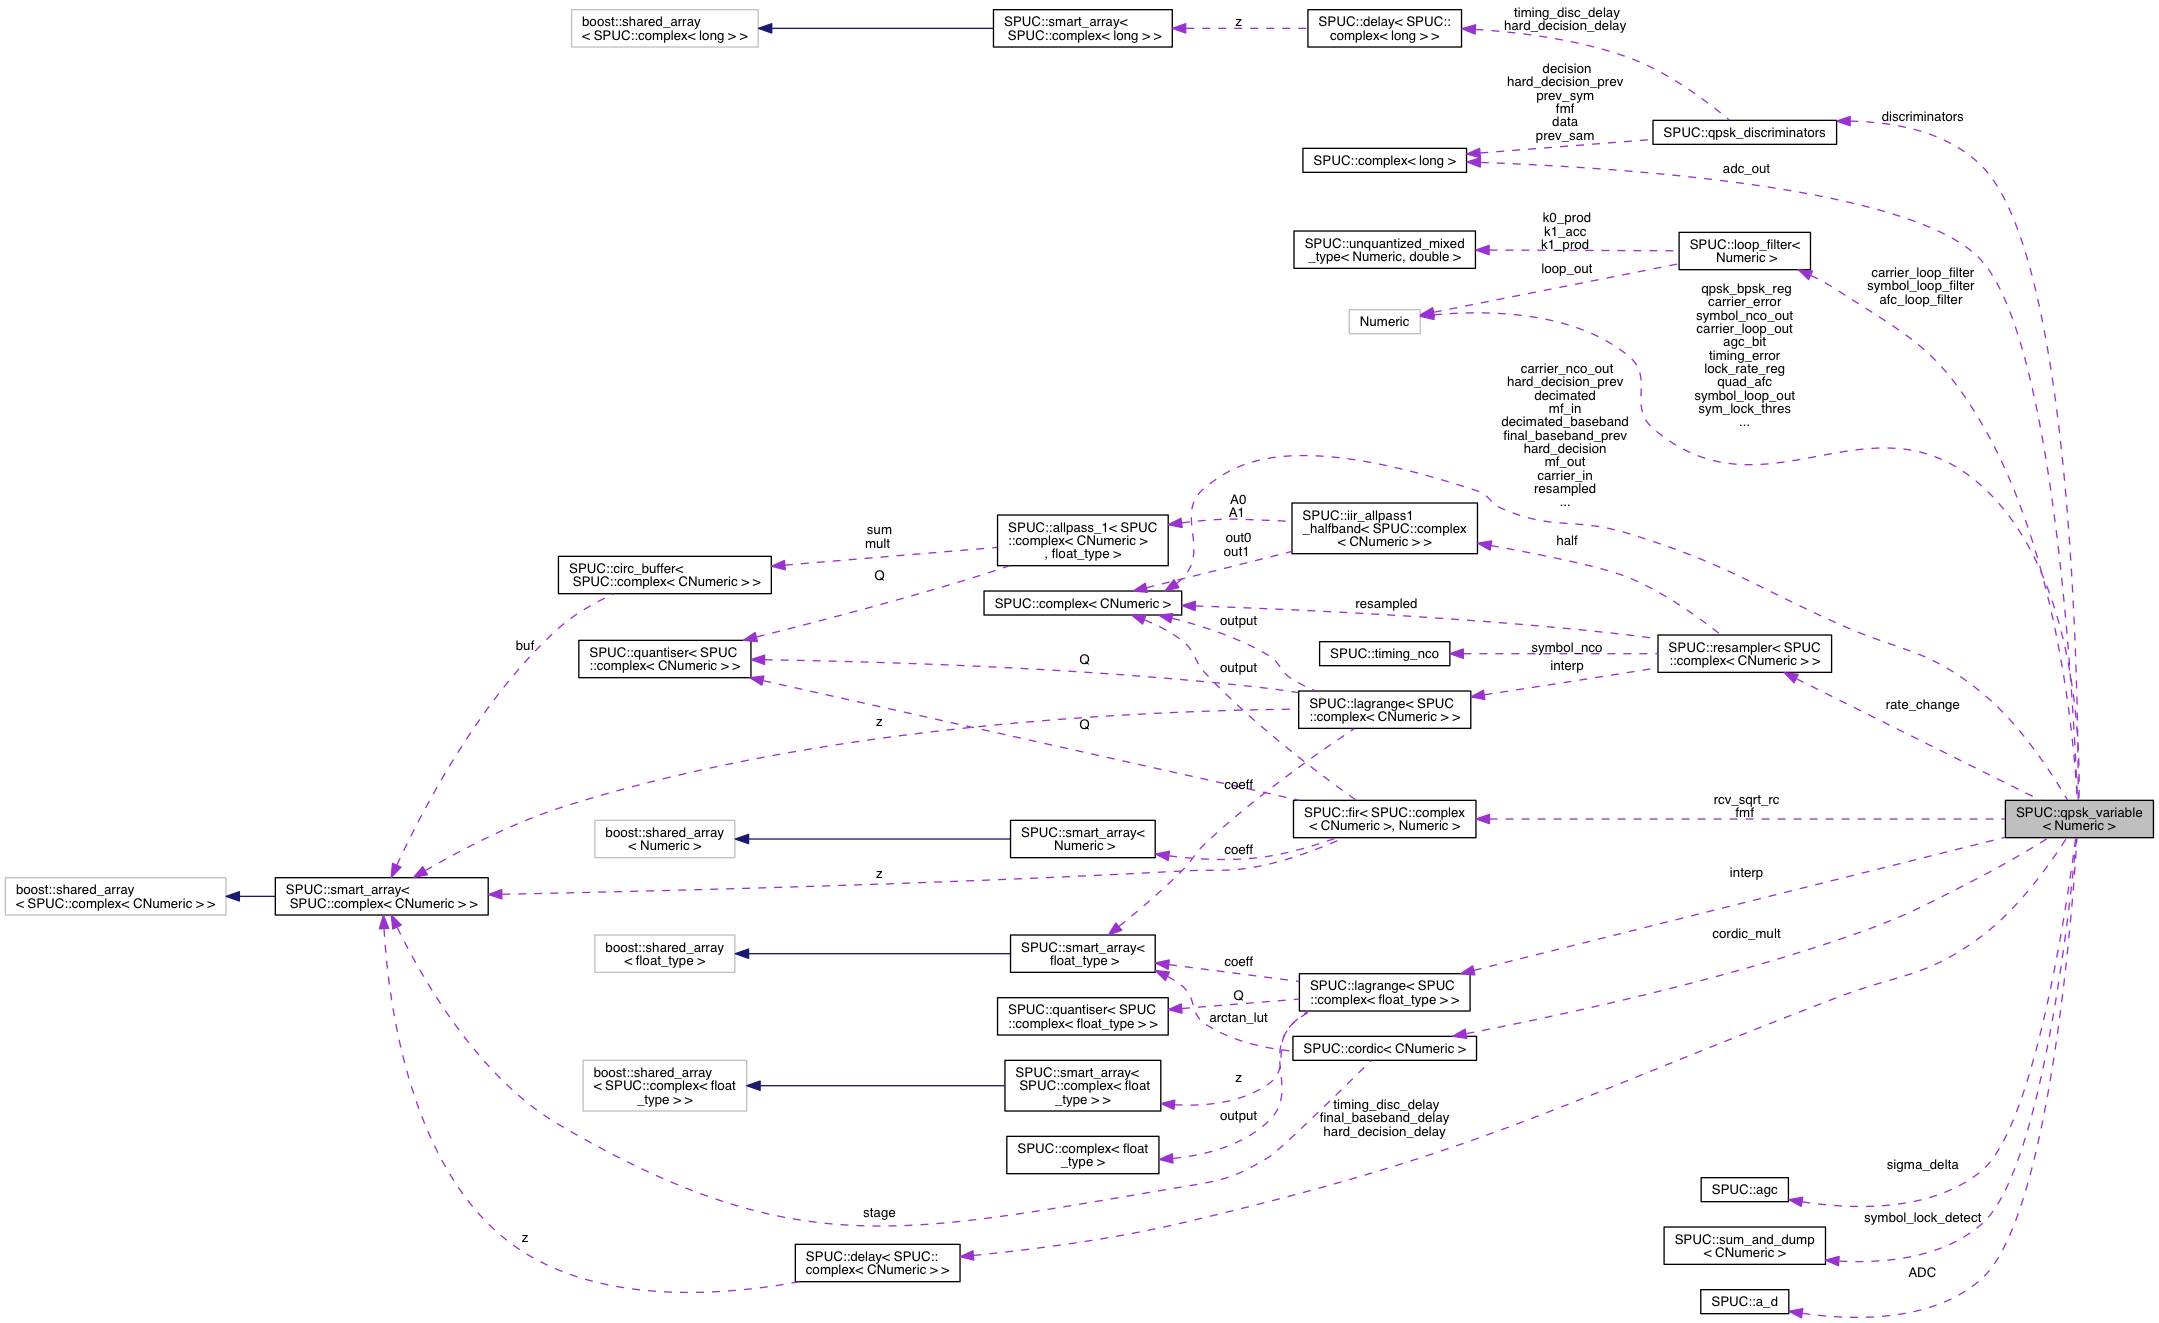 boost::shared_array
< SPUC::complex< long > >
SPUC::smart_array<
SPUC::complex< long > >
z
SPUC::delay< SPUC::
complex< long > >
timing_disc_delay
hard_decision_delay
decision
hard_decision_prev
prev_sym
fmf
data
prev_sam
SPUC::qpsk_discriminators
discriminators
SPUC::complex< long >
adc_out
SPUC::unquantized_mixed
_type< Numeric, double >
k0_prod
k1_acc
k1_prod
SPUC::loop_filter<
Numeric >
loop_out
carrier_loop_filter
symbol_loop_filter
afc_loop_filter
Numeric
qpsk_bpsk_reg
carrier_error
symbol_nco_out
carrier_loop_out
agc_bit
timing_error
lock_rate_reg
quad_afc
symbol_loop_out
sym_lock_thres
...
carrier_nco_out
hard_decision_prev
decimated
mf_in
decimated_baseband
final_baseband_prev
hard_decision
mf_out
carrier_in
resampled
...
SPUC::allpass_1< SPUC
::complex< CNumeric >
, float_type >
A0
A1
SPUC::iir_allpass1
_halfband< SPUC::complex
< CNumeric > >
out0
out1
half
sum
mult
Q
SPUC::circ_buffer<
SPUC::complex< CNumeric > >
SPUC::complex< CNumeric >
resampled
output
buf
SPUC::quantiser< SPUC
::complex< CNumeric > >
Q
output
SPUC::timing_nco
symbol_nco
interp
SPUC::resampler< SPUC
::complex< CNumeric > >
SPUC::lagrange< SPUC
::complex< CNumeric > >
rate_change
z
Q
coeff
boost::shared_array
< Numeric >
SPUC::smart_array<
Numeric >
coeff
SPUC::fir< SPUC::complex
< CNumeric >, Numeric >
rcv_sqrt_rc
fmf
SPUC::qpsk_variable
< Numeric >
z
interp
boost::shared_array
< SPUC::complex< CNumeric > >
SPUC::smart_array<
SPUC::complex< CNumeric > >
boost::shared_array
< float_type >
SPUC::smart_array<
float_type >
coeff
cordic_mult
SPUC::lagrange< SPUC
::complex< float_type > >
SPUC::quantiser< SPUC
::complex< float_type > >
Q
arctan_lut
SPUC::cordic< CNumeric >
boost::shared_array
< SPUC::complex< float
_type > >
SPUC::smart_array<
SPUC::complex< float
_type > >
z
output
timing_disc_delay
final_baseband_delay
hard_decision_delay
SPUC::complex< float
_type >
sigma_delta
SPUC::agc
stage
symbol_lock_detect
z
SPUC::delay< SPUC::
complex< CNumeric > >
SPUC::sum_and_dump
< CNumeric >
ADC
SPUC::a_d